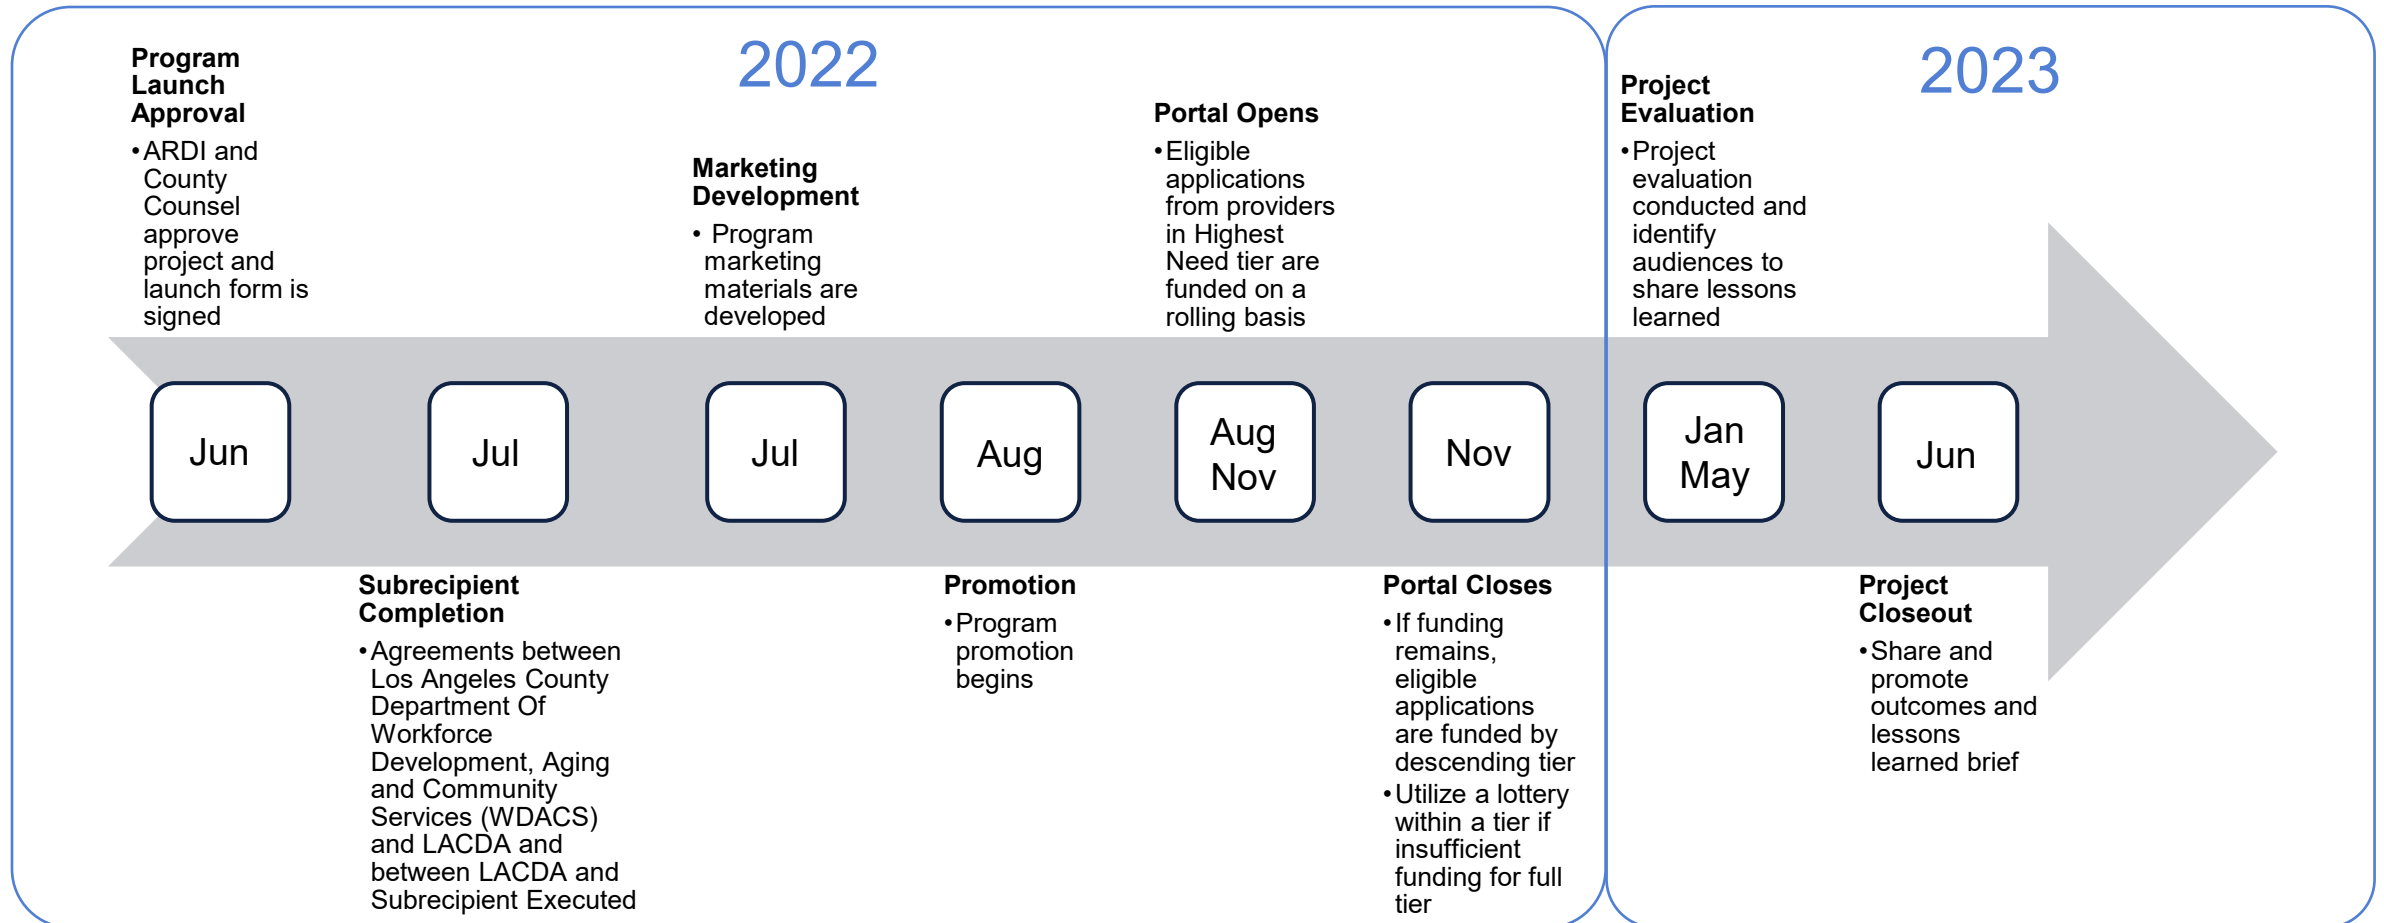 2022
Program
Launch
Approval
•ARDI and
County
Counsel
approve
project and
launch form is
signed
Marketing
Development
• Program
marketing
materials are
developed
Portal Opens
•Eligible
applications
from providers
in Highest
Need tier are
funded on a
rolling basis
2023
Project
Evaluation
•Project
evaluation
conducted and
identify
audiences to
share lessons
learned
Jun
Jul
Jul
Aug
Aug
Nov
Nov
Jan
May
Jun
Subrecipient
Completion
•Agreements between
Los Angeles County
Department Of
Workforce
Development, Aging
and Community
Services (WDACS)
and LACDA and
between LACDA and
Subrecipient Executed
Promotion
•Program
promotion
begins
Portal Closes
•If funding
remains,
eligible
applications
are funded by
descending tier
•Utilize a lottery
within a tier if
insufficient
funding for full
tier
Project
Closeout
•Share and
promote
outcomes and
lessons
learned brief